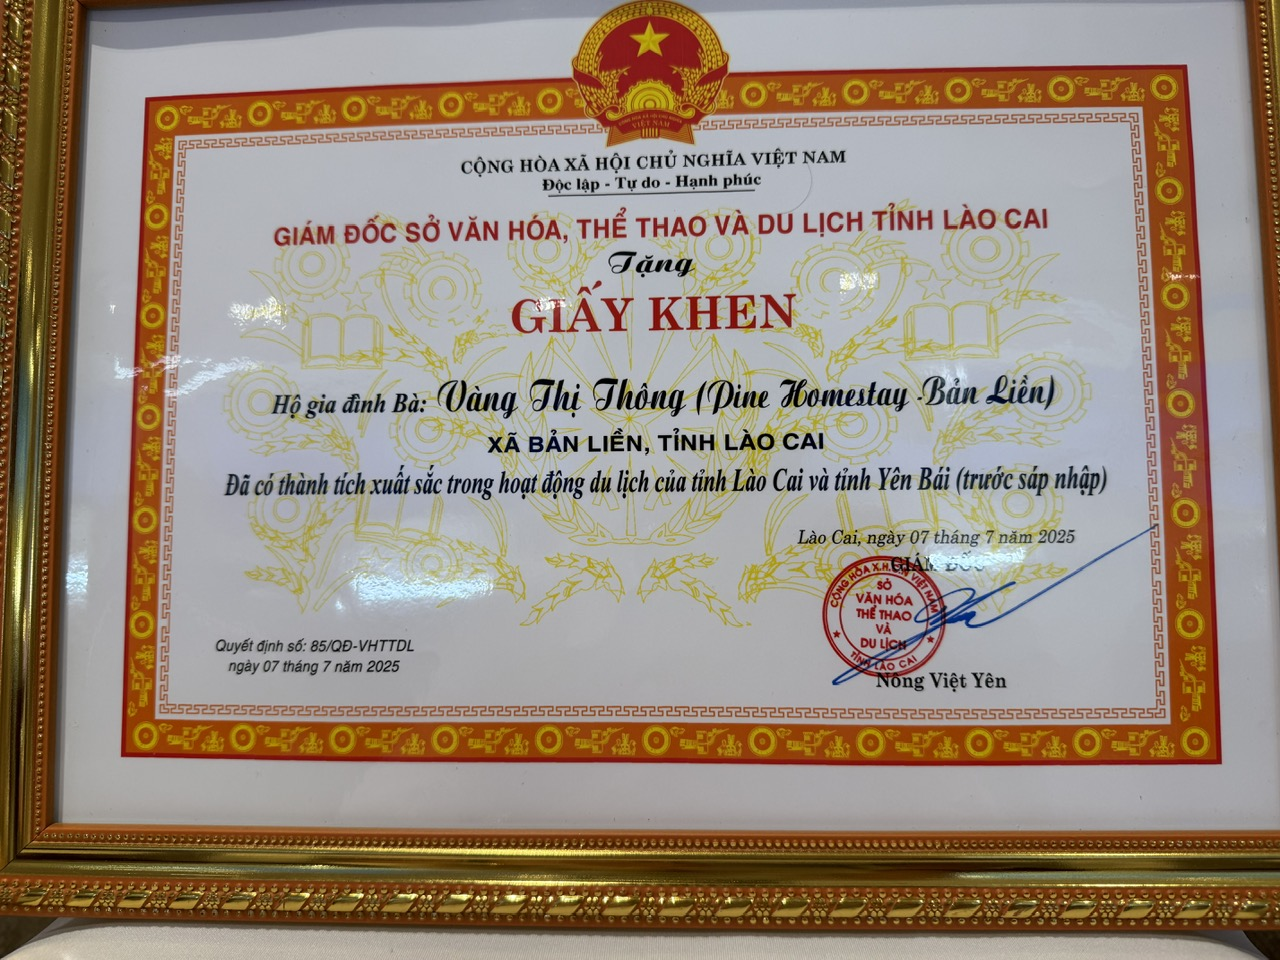 CỘNG HÒA XÃ HỘI CHỦ NGHĨA VIỆT NAM
Độc lập - Tự do - Hạnh phúc
GIÁM ĐỐC SỞ VĂN HÓA, THỂ THAO VÀ DU LỊCH TỈNH LÀO CAI
Tặng
GIẤY KHEN
Hộ gia đình Bà: Vàng Thị Thông (Pine Homestay -Bản Liền)
XÃ BẢN LIỀN, TỈNH LÀO CAI
Đã có thành tích xuất sắc trong hoạt động du lịch của tỉnh Lào Cai và tỉnh Yên Bái (trước sáp nhập)
Lào Cai, ngày 07 tháng 7 năm 2025
GIÁM ĐỐC
CỘNG HÒA X.H.C.N VIỆT NAM
SỞ
VĂN HÓA
THỂ THAO
VÀ
DU LỊCH
TỈNH LÀO CAI
Nông Việt Yên
Quyết định số: 85/QĐ-VHTTDL
ngày 07 tháng 7 năm 2025